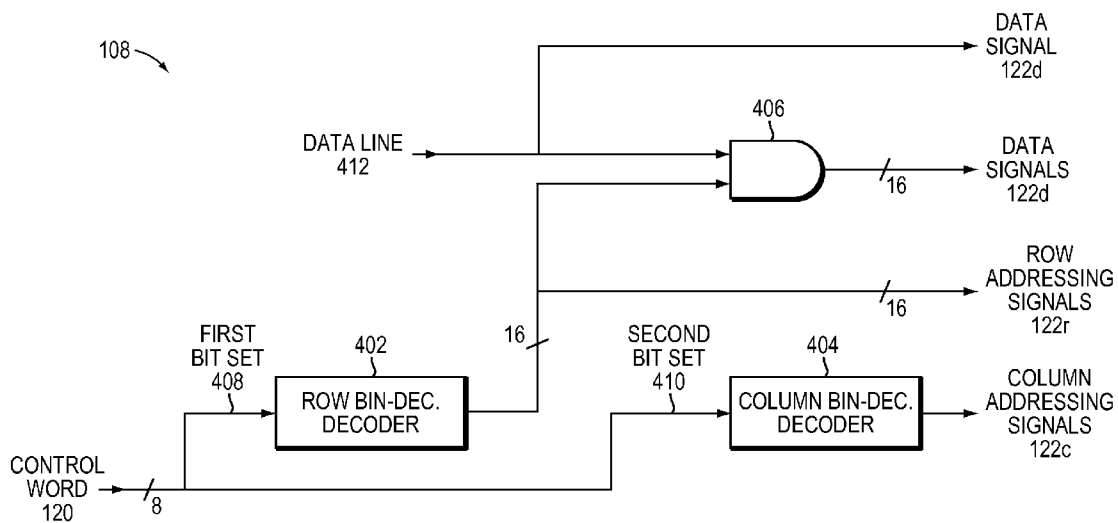 108
DATA
SIGNAL
122d
DATA LINE
412
406
16
DATA
SIGNALS
122d
16
ROW
ADDRESSING
SIGNALS
122r
FIRST
BIT SET
408
402
ROW BIN-DEC.
DECODER
16
SECOND
BIT SET
410
404
COLUMN BIN-DEC.
DECODER
COLUMN
ADDRESSING
SIGNALS
122c
CONTROL
WORD
120
8